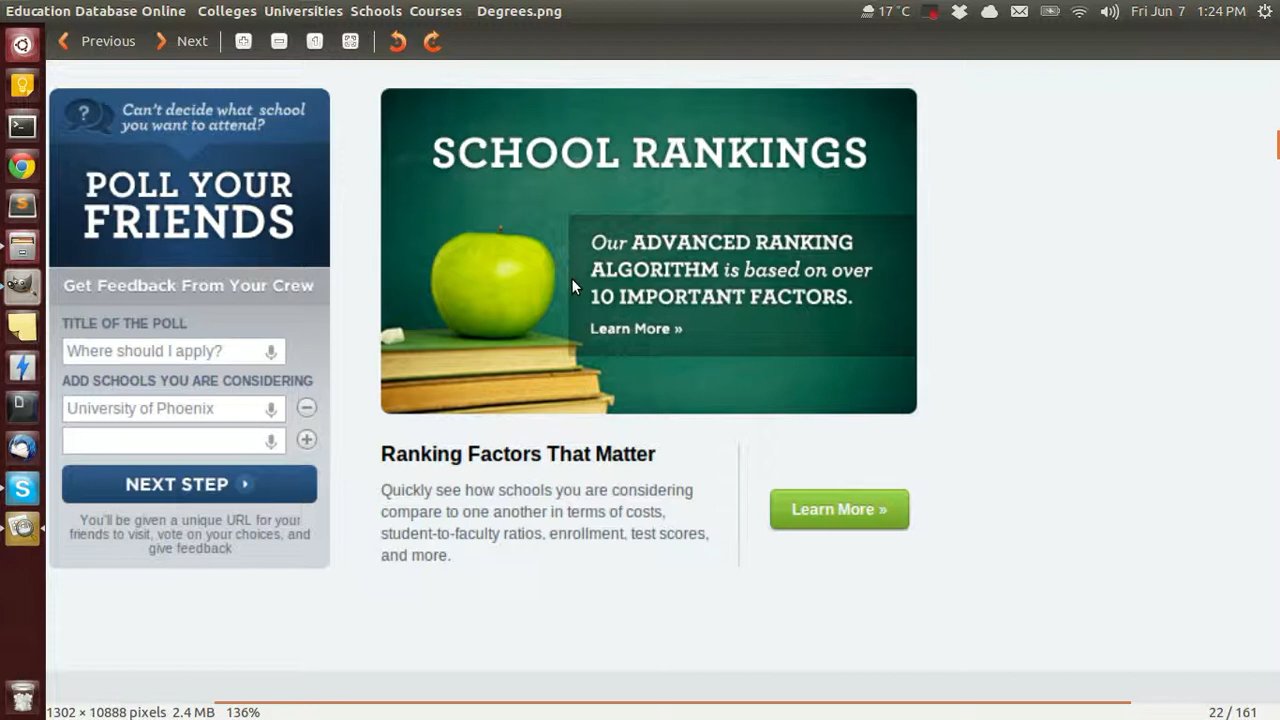 Education Database Online Colleges Universities Schools Courses Degrees.png
17 °C Fri Jun 7 1:24 PM
Previous Next
Can't decide what school
you want to attend?
POLL YOUR
FRIENDS
Get Feedback From Your Crew
TITLE OF THE POLL
Where should I apply?
ADD SCHOOLS YOU ARE CONSIDERING
University of Phoenix
NEXT STEP
You'll be given a unique URL for your
friends to visit, vote on your choices, and
give feedback
SCHOOL RANKINGS
Our ADVANCED RANKING
ALGORITHM is based on over
10 IMPORTANT FACTORS.
Learn More »
Ranking Factors That Matter
Quickly see how schools you are considering
compare to one another in terms of costs,
student-to-faculty ratios, enrollment, test scores,
and more.
Learn More »
1302 × 10888 pixels 2.4 MB 136%
22 / 161